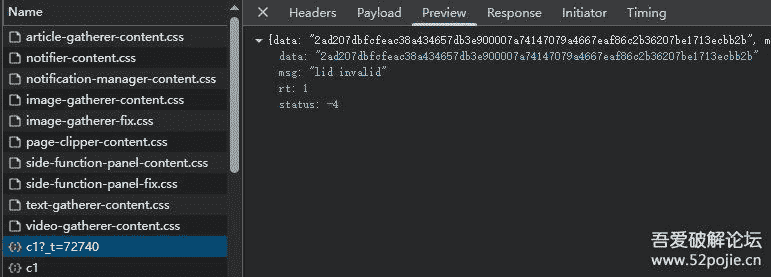 Name
article-gatherer-content.css
notifier-content.css
notification-manager-content.css
image-gatherer-content.css
image-gatherer-fix.css
page-clipper-content.css
side-function-panel-content.css
side-function-panel-fix.css
text-gatherer-content.css
video-gatherer-content.css
c1?_t=72740
c1
Headers Payload Preview Response Initiator Timing
{data: "2ad207dbfcfeac38a434657db3e900007a74147079a4667eaf86c2b36207be1713ecbb2b", m
data: "2ad207dbfcfeac38a434657db3e900007a74147079a4667eaf86c2b36207be1713ecbb2b"
msg: "lid invalid"
rt: 1
status: -4
吾爱破解论坛
www.52pojie.cn